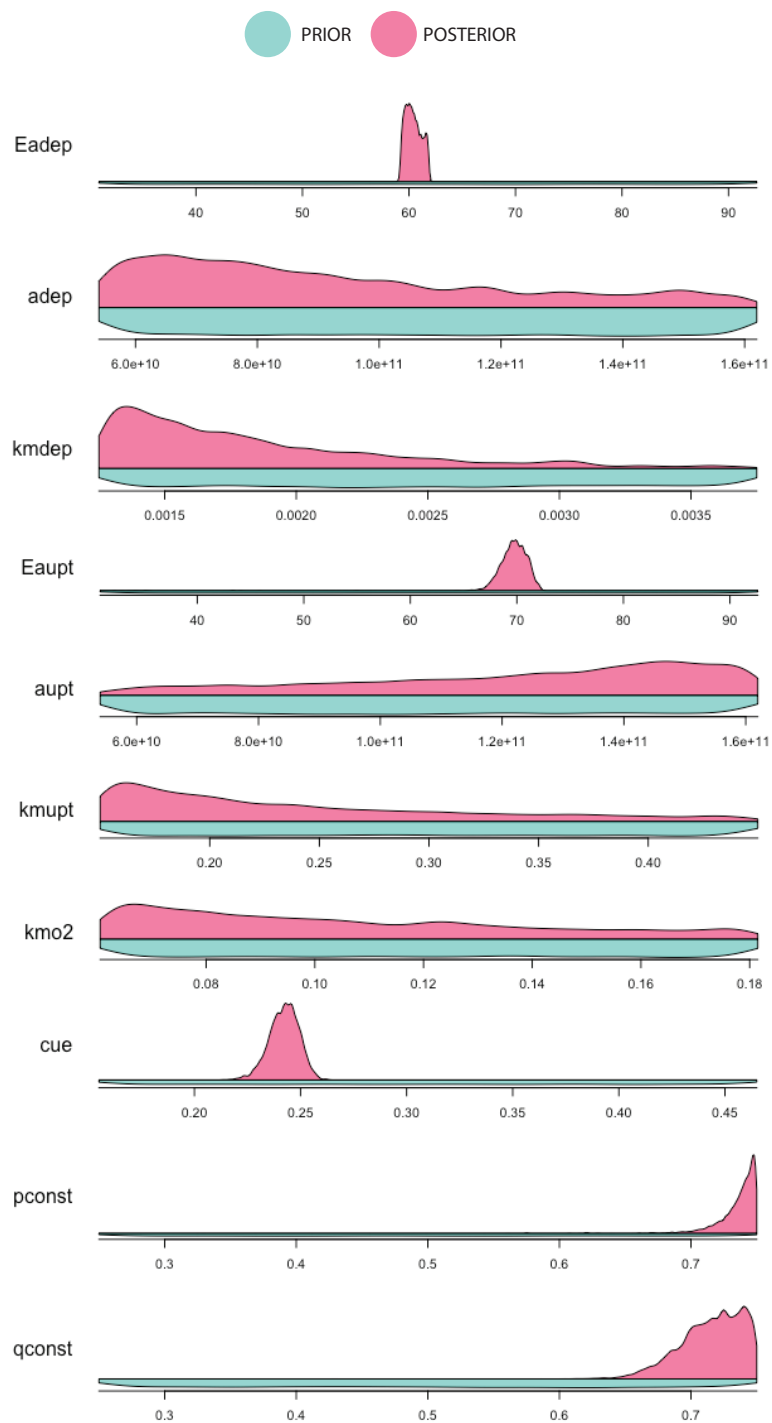 PRIOR POSTERIOR
Eadep
40 50 60 70 80 90
adep
6.0e+10 8.0e+10 1.0e+11 1.2e+11 1.4e+11 1.6e+11
kmdep
0.0015 0.0020 0.0025 0.0030 0.0035
Eaupt
40 50 60 70 80 90
aupt
6.0e+10 8.0e+10 1.0e+11 1.2e+11 1.4e+11 1.6e+11
kmupt
0.20 0.25 0.30 0.35 0.40
kmo2
0.08 0.10 0.12 0.14 0.16 0.18
cue
0.20 0.25 0.30 0.35 0.40 0.45
pconst
0.3 0.4 0.5 0.6 0.7
qconst
0.3 0.4 0.5 0.6 0.7